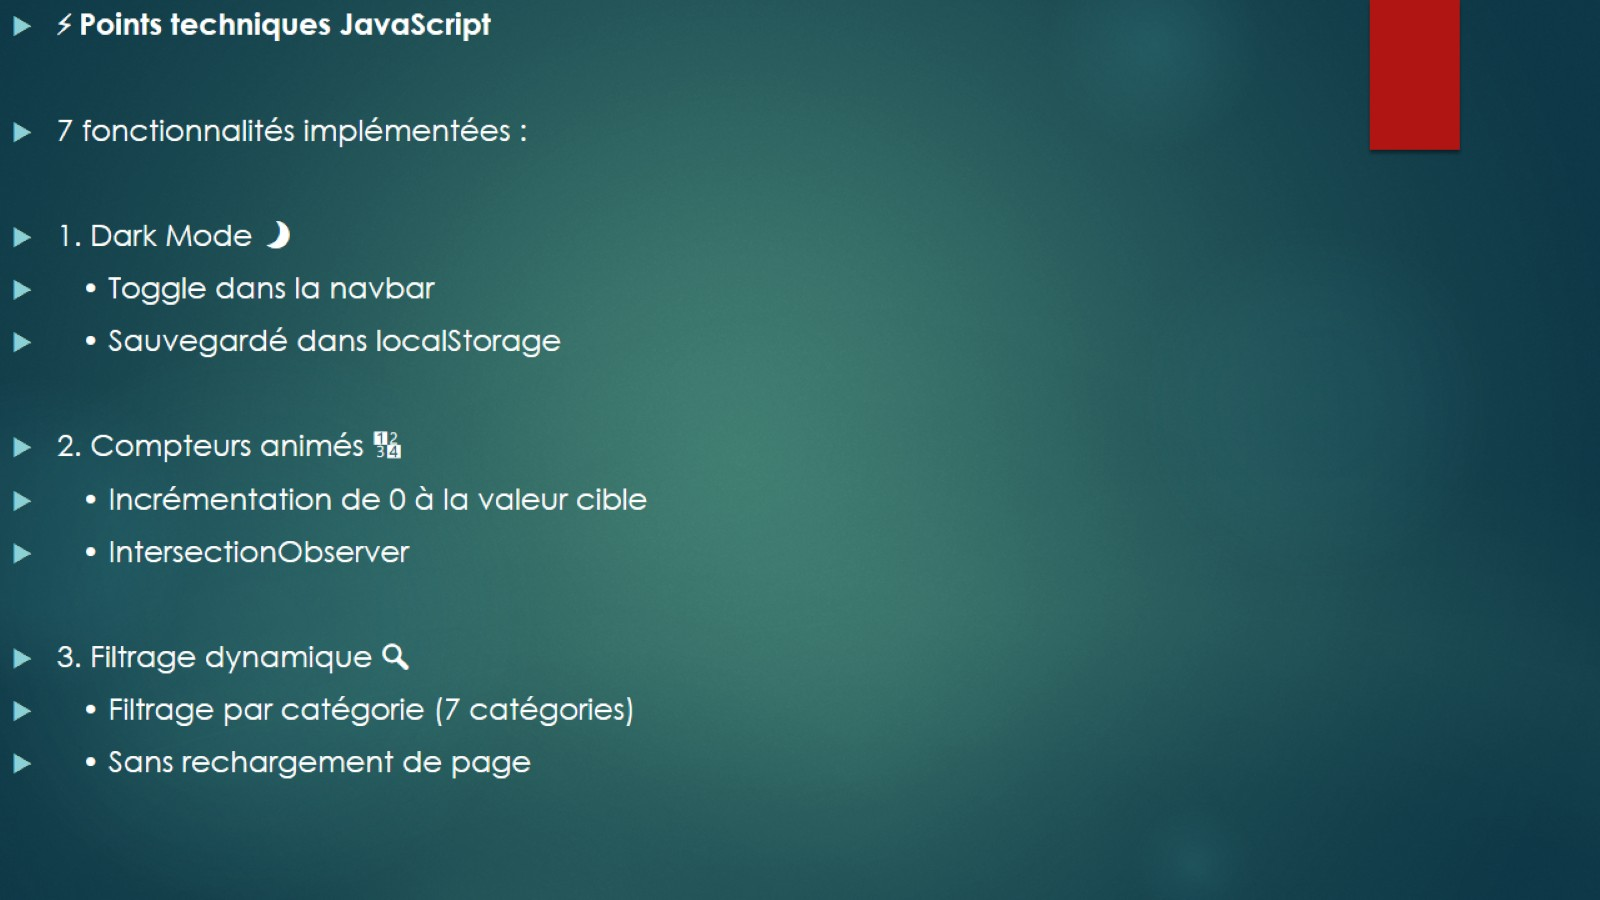 ⚡ Points techniques JavaScript
7 fonctionnalités implémentées :
1. Dark Mode 🌙
• Toggle dans la navbar
• Sauvegardé dans localStorage
2. Compteurs animés 🔢
• Incrémentation de 0 à la valeur cible
• IntersectionObserver
3. Filtrage dynamique 🔍
• Filtrage par catégorie (7 catégories)
• Sans rechargement de page